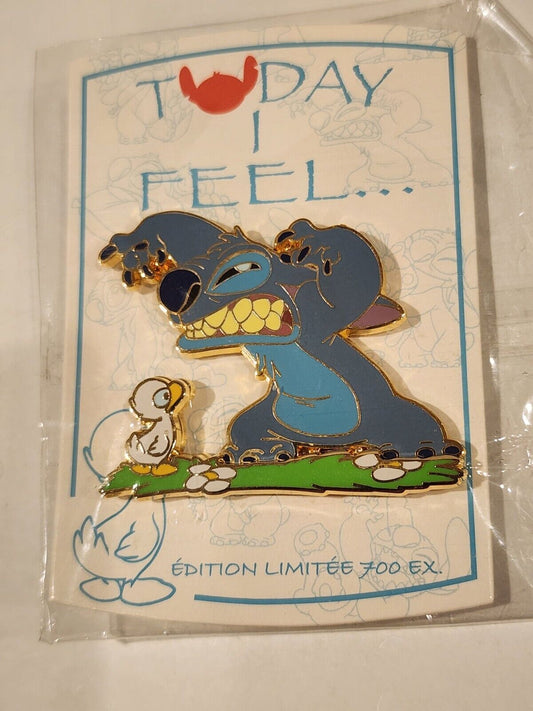 TODAY
I
FEEL...
ÉDITION LIMITÉE 700 EX.